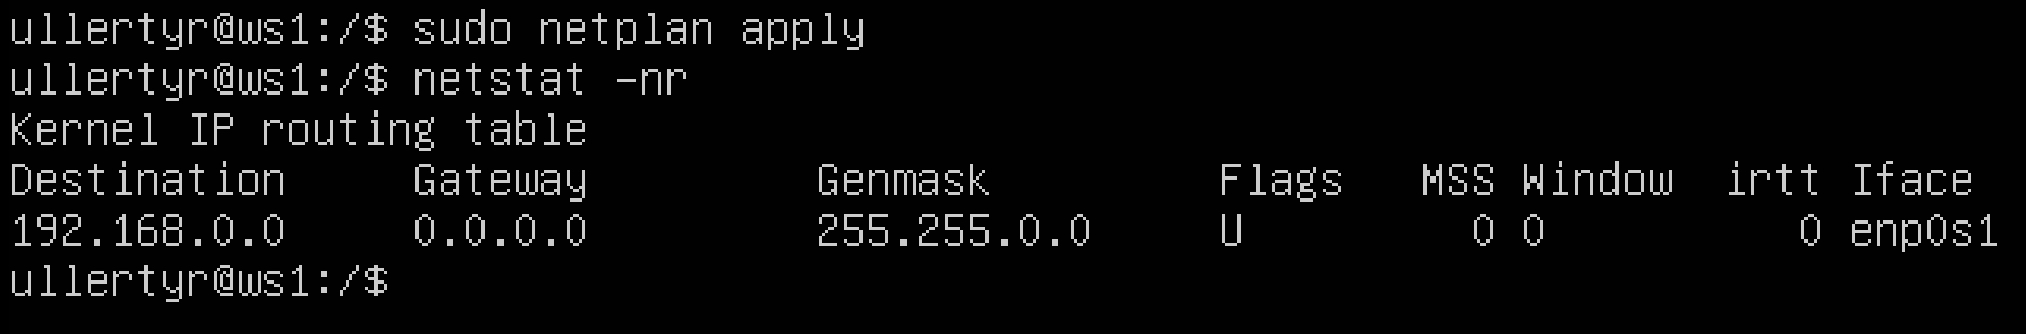 ullertyr@ws1:/$ sudo netplan apply
ullertyr@ws1:/$ netstat -nr
Kernel IP routing table
Destination     Gateway         Genmask         Flags   MSS Window  irtt Iface
192.168.0.0     0.0.0.0         255.255.0.0     U         0 0          0 enp0s1
ullertyr@ws1:/$